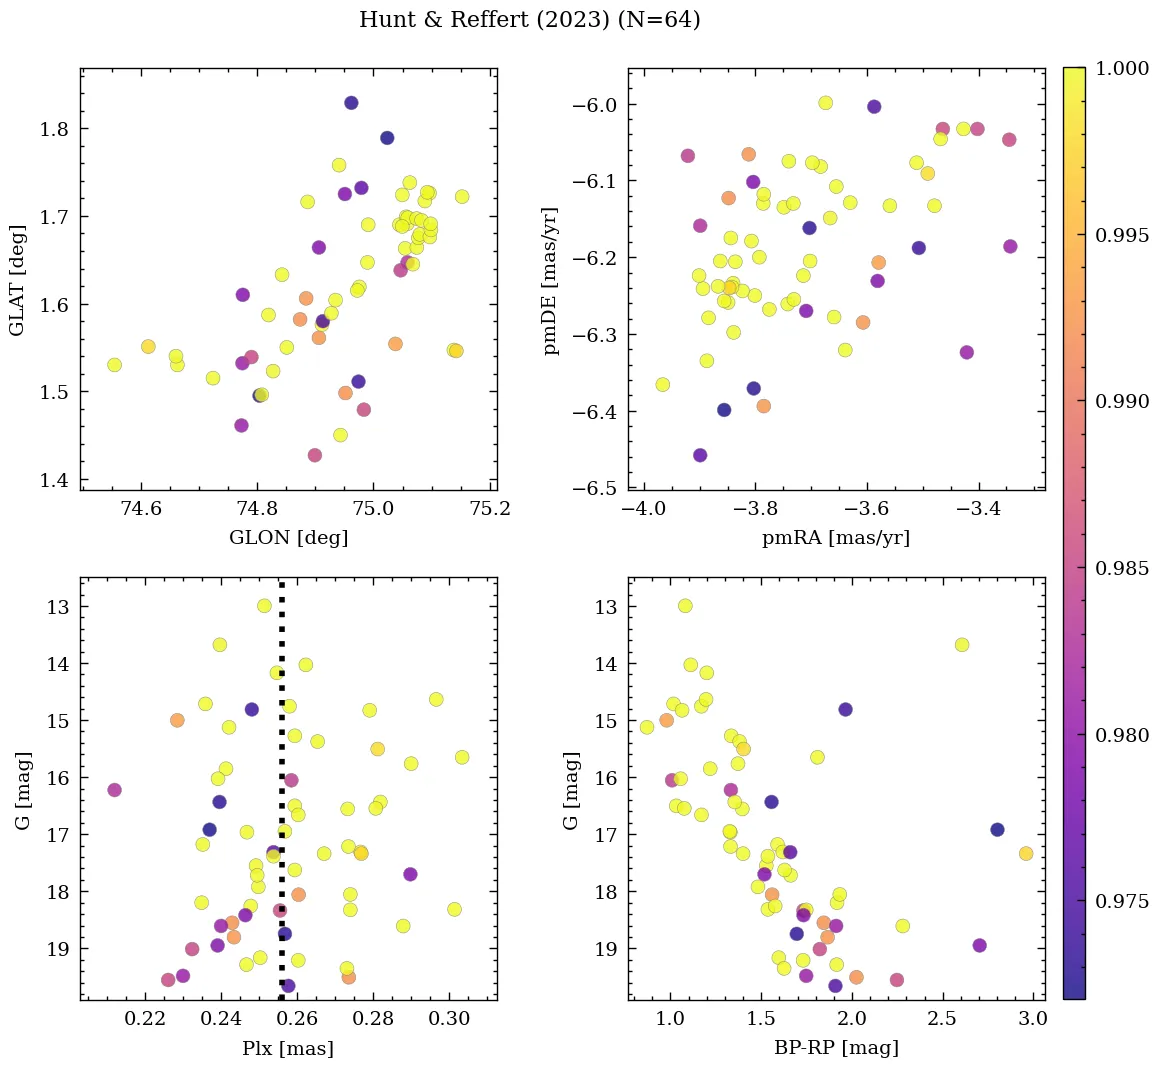 Hunt & Reffert (2023) (N=64)
1.8
1.7
1.6
1.5
1.4
GLAT [deg]
74.6 74.8 75.0 75.2
GLON [deg]
−6.0
−6.1
−6.2
−6.3
−6.4
−6.5
pmDE [mas/yr]
−4.0 −3.8 −3.6 −3.4
pmRA [mas/yr]
1.000
0.995
0.990
0.985
0.980
0.975
13
14
15
16
17
18
19
G [mag]
0.22 0.24 0.26 0.28 0.30
Plx [mas]
13
14
15
16
17
18
19
G [mag]
1.0 1.5 2.0 2.5 3.0
BP-RP [mag]